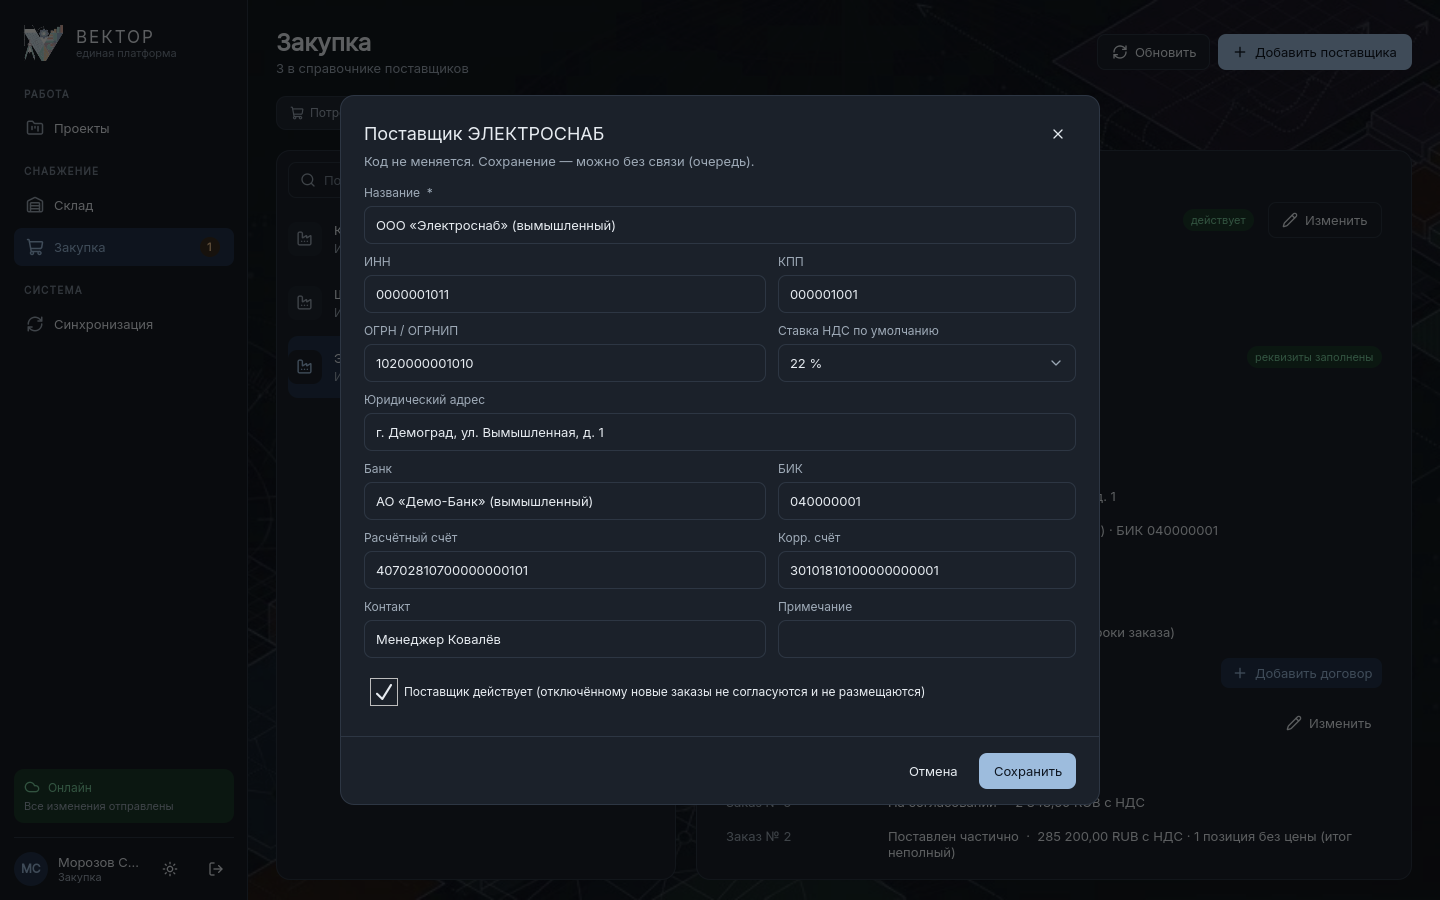 ВЕКТОР
единая платформа
РАБОТА
Проекты
СНАБЖЕНИЕ
Склад
Закупка
1
СИСТЕМА
Синхронизация
Онлайн
Все изменения отправлены
МС
Морозов С...
Закупка
Закупка
3 в справочнике поставщиков
Обновить
Добавить поставщика
действует
Изменить
реквизиты заполнены
д. 1
) · БИК 040000001
роки заказа)
Добавить договор
Изменить
В с НДС
Заказ № 2
Поставлен частично · 285 200,00 RUB с НДС · 1 позиция без цены (итог
неполный)
Поставщик ЭЛЕКТРОСНАБ
Код не меняется. Сохранение — можно без связи (очередь).
Название *
ООО «Электроснаб» (вымышленный)
ИНН
КПП
0000001011
000001001
ОГРН / ОГРНИП
Ставка НДС по умолчанию
1020000001010
22 %
Юридический адрес
г. Демоград, ул. Вымышленная, д. 1
Банк
БИК
АО «Демо-Банк» (вымышленный)
040000001
Расчётный счёт
Корр. счёт
40702810700000000101
30101810100000000001
Контакт
Примечание
Менеджер Ковалёв
Поставщик действует (отключённому новые заказы не согласуются и не размещаются)
Отмена
Сохранить